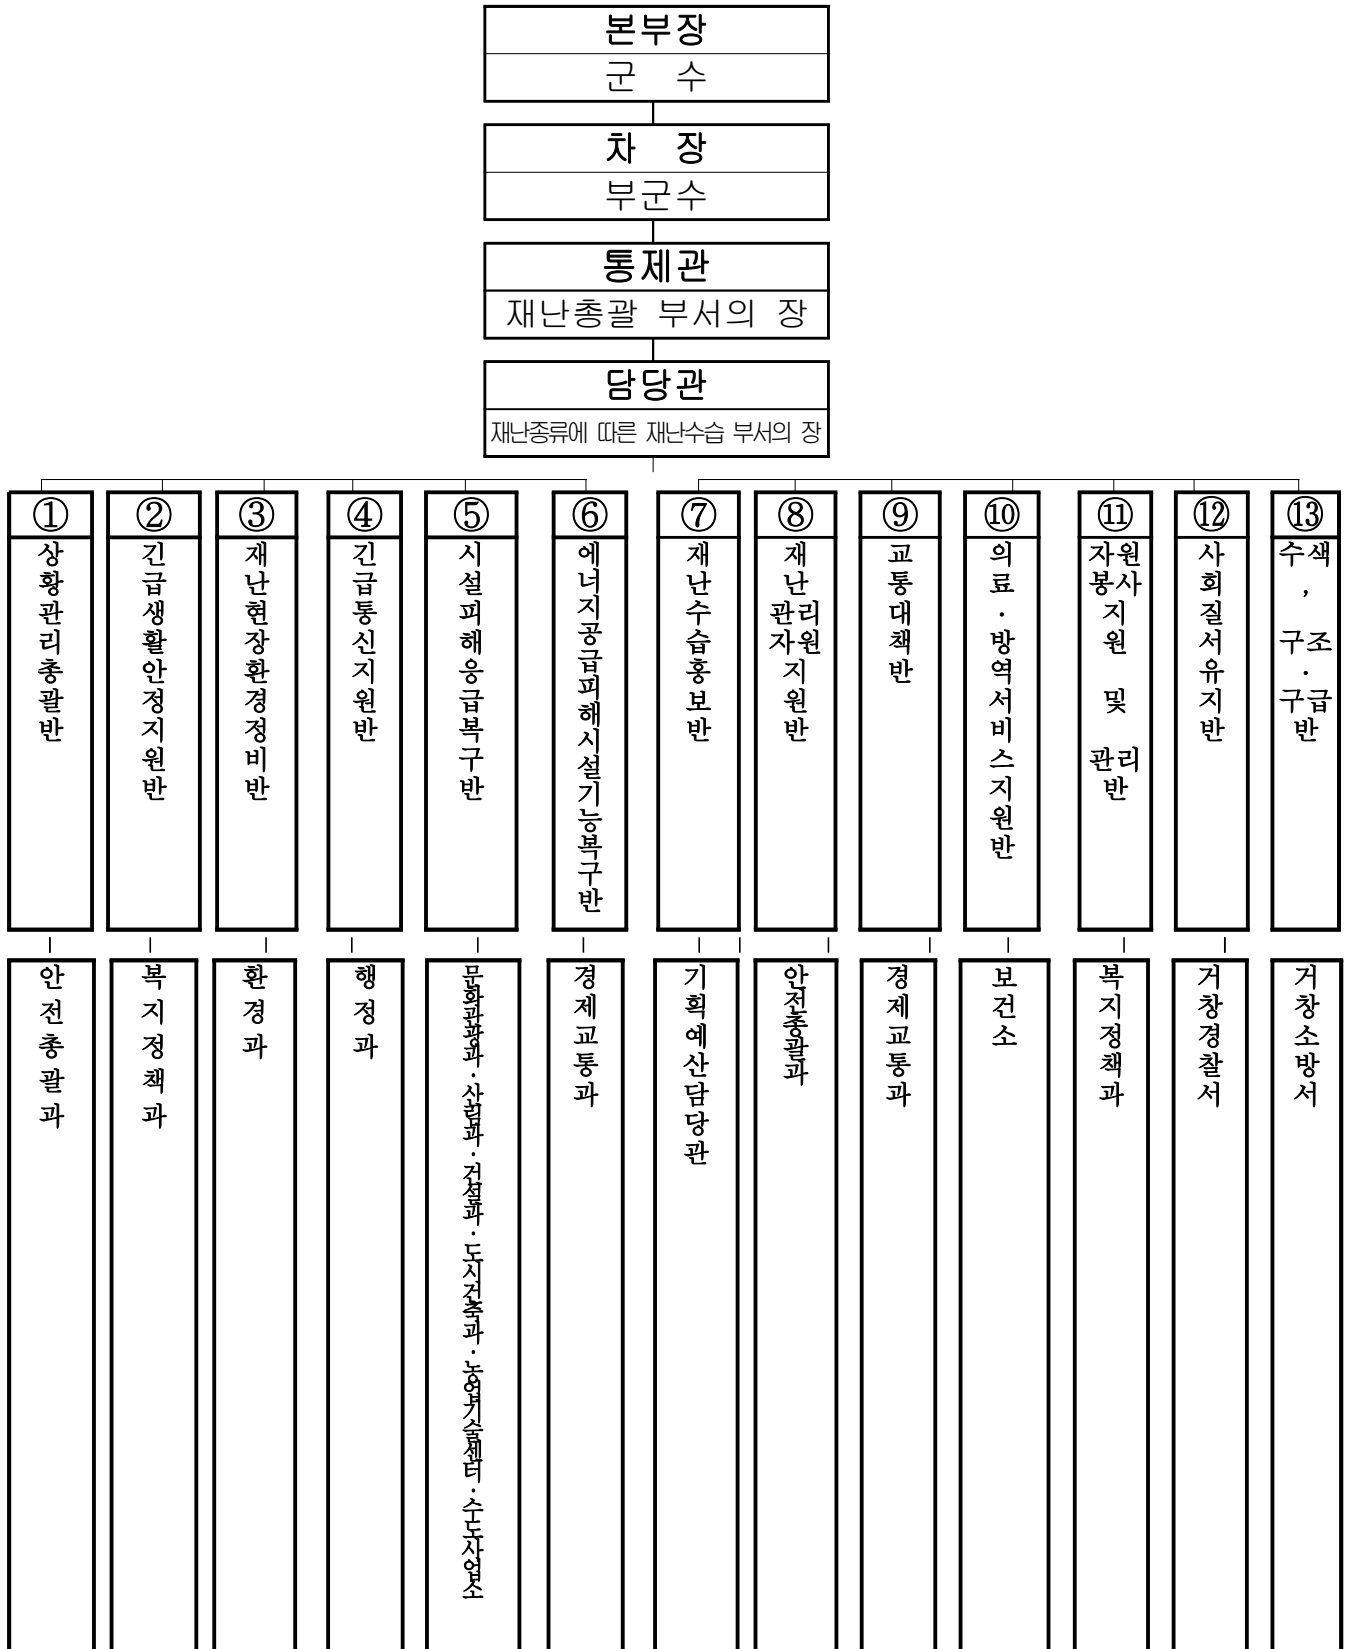 본부장
군 수
차 장
부군수
통제관
재난총괄 부서의 장
담당관
재난종류에 따른 재난수습 부서의 장
①
상황관리총괄반
안전총괄과
②
긴급생활안정지원반
복지정책과
③
재난현장환경정비반
환경과
④
긴급통신지원반
행정과
⑤
시설피해응급복구반
문화관광과·산림과·건설과·도시건축과·농업기술센터·수도사업소
⑥
에너지공급피해시설기능복구반
경제교통과
⑦
재난수습홍보반
기획예산담당관
⑧
재난관리자원지원반
안전총괄과
⑨
교통대책반
경제교통과
⑩
의료·방역서비스지원반
보건소
⑪
자원봉사지원 및 관리반
복지정책과
⑫
사회질서유지반
거창경찰서
⑬
수색, 구조·구급반
거창소방서